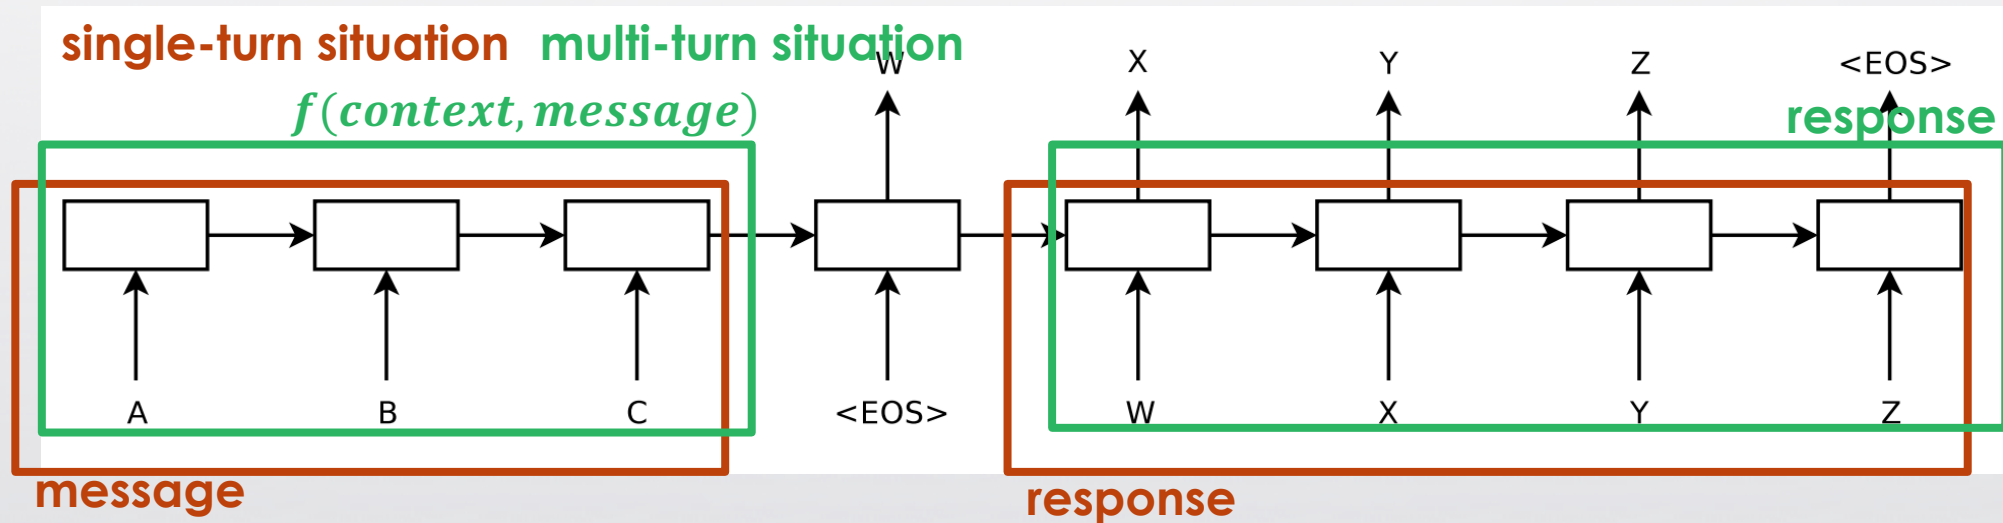 single-turn situation multi-turn situation
W X Y Z <EOS>
f(context, message)
response
A B C <EOS> W X Y Z
message
response